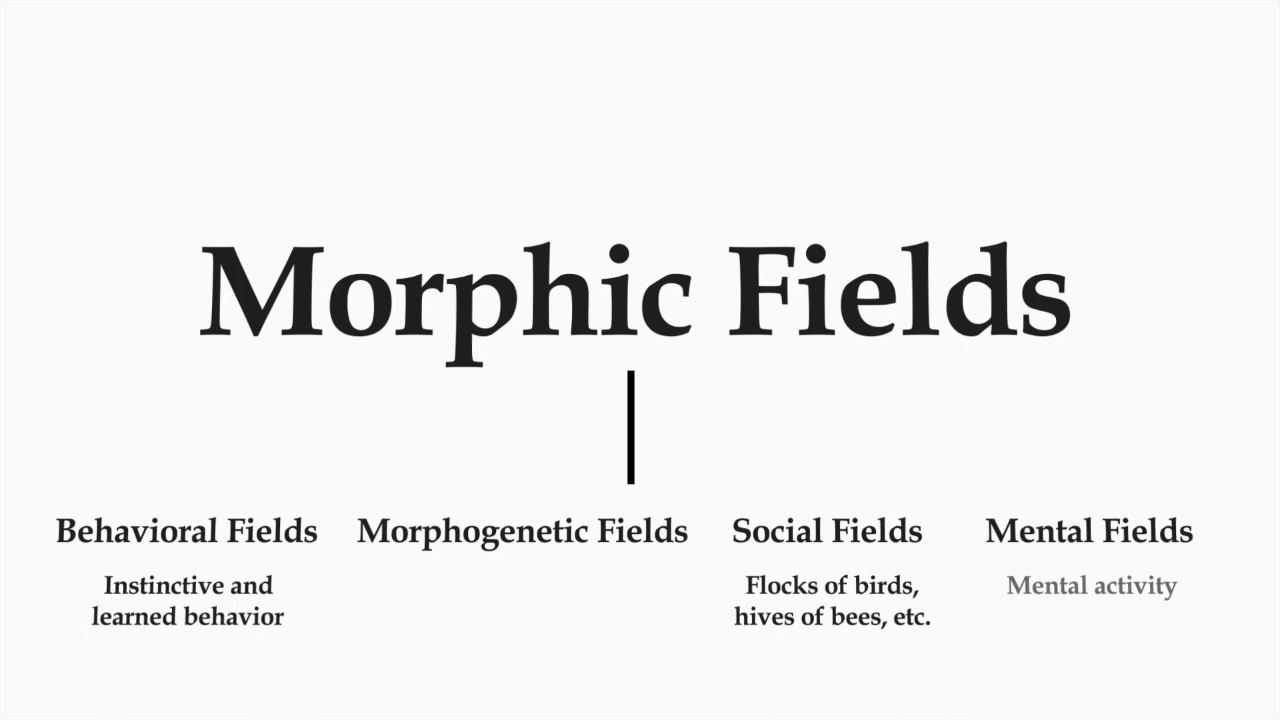 Morphic Fields
Behavioral Fields
Instinctive and
learned behavior
Morphogenetic Fields
Social Fields
Flocks of birds,
hives of bees, etc.
Mental Fields
Mental activity